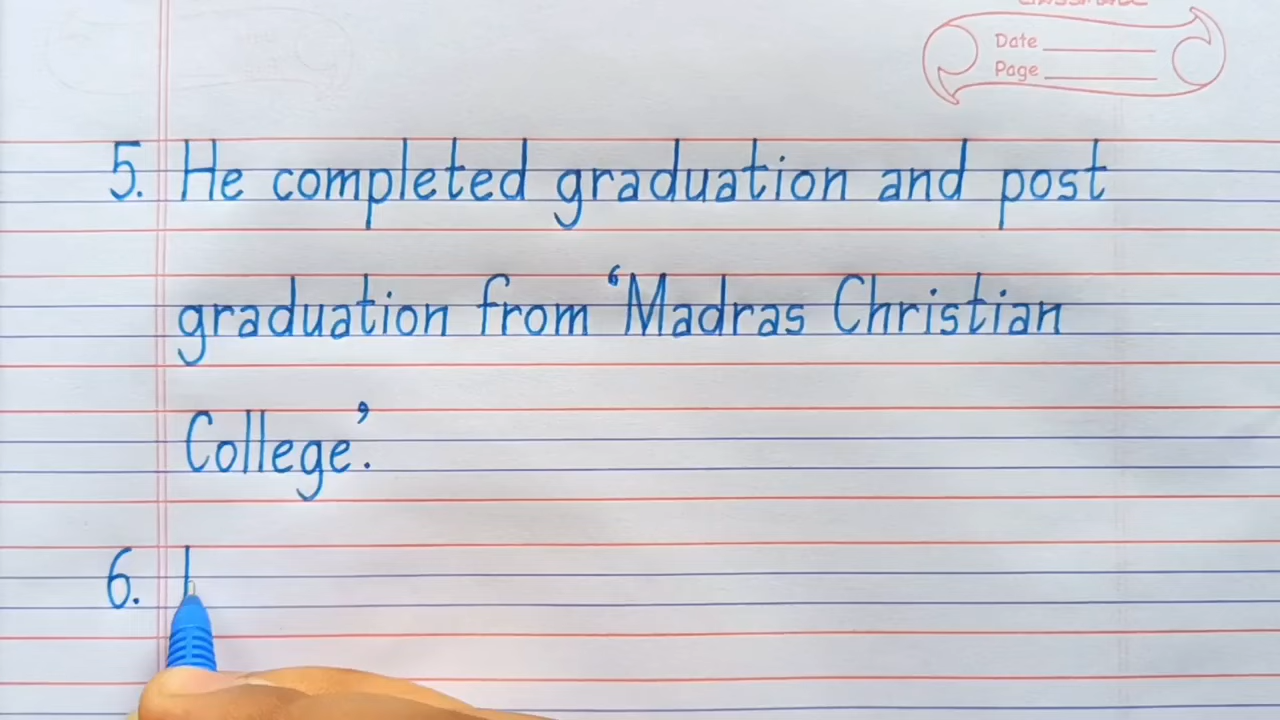 Date
Page
5. He completed graduation and post
graduation from ‘Madras Christian
College’.
6.